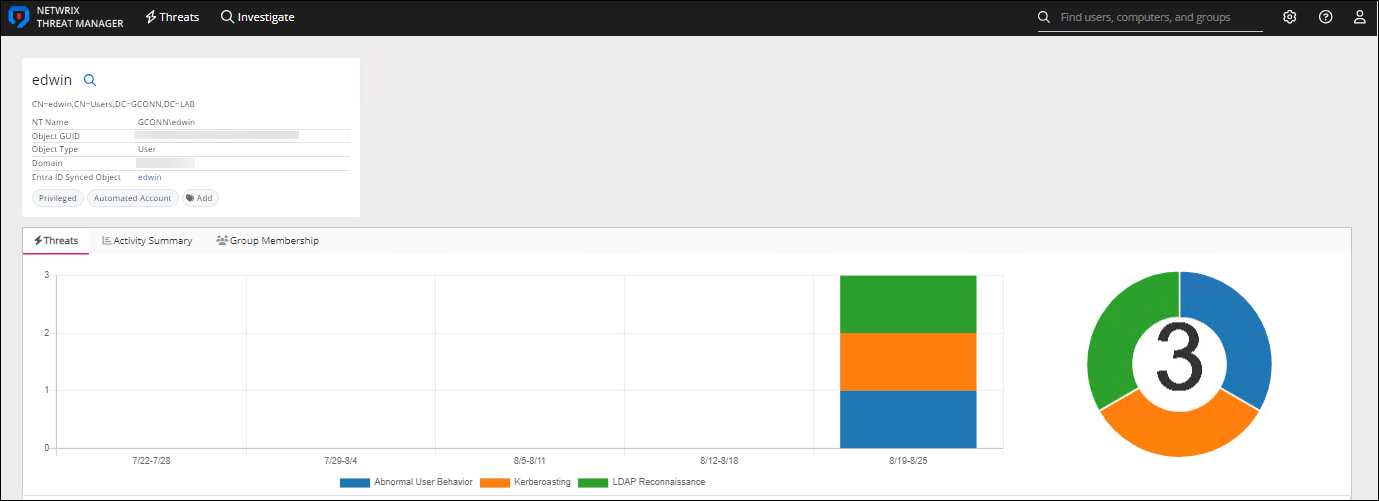 NETWRIX
THREAT MANAGER
Threats
Investigate
Find users, computers, and groups
edwin
CN=edwin,CN=Users,DC=GCONN,DC=LAB
NT Name GCONN\edwin
Object GUID
Object Type User
Domain
Entra ID Synced Object edwin
Privileged Automated Account Add
Threats Activity Summary Group Membership
3
2
1
0
7/22-7/28 7/29-8/4 8/5-8/11 8/12-8/18 8/19-8/25
Abnormal User Behavior Kerberoasting LDAP Reconnaissance
3